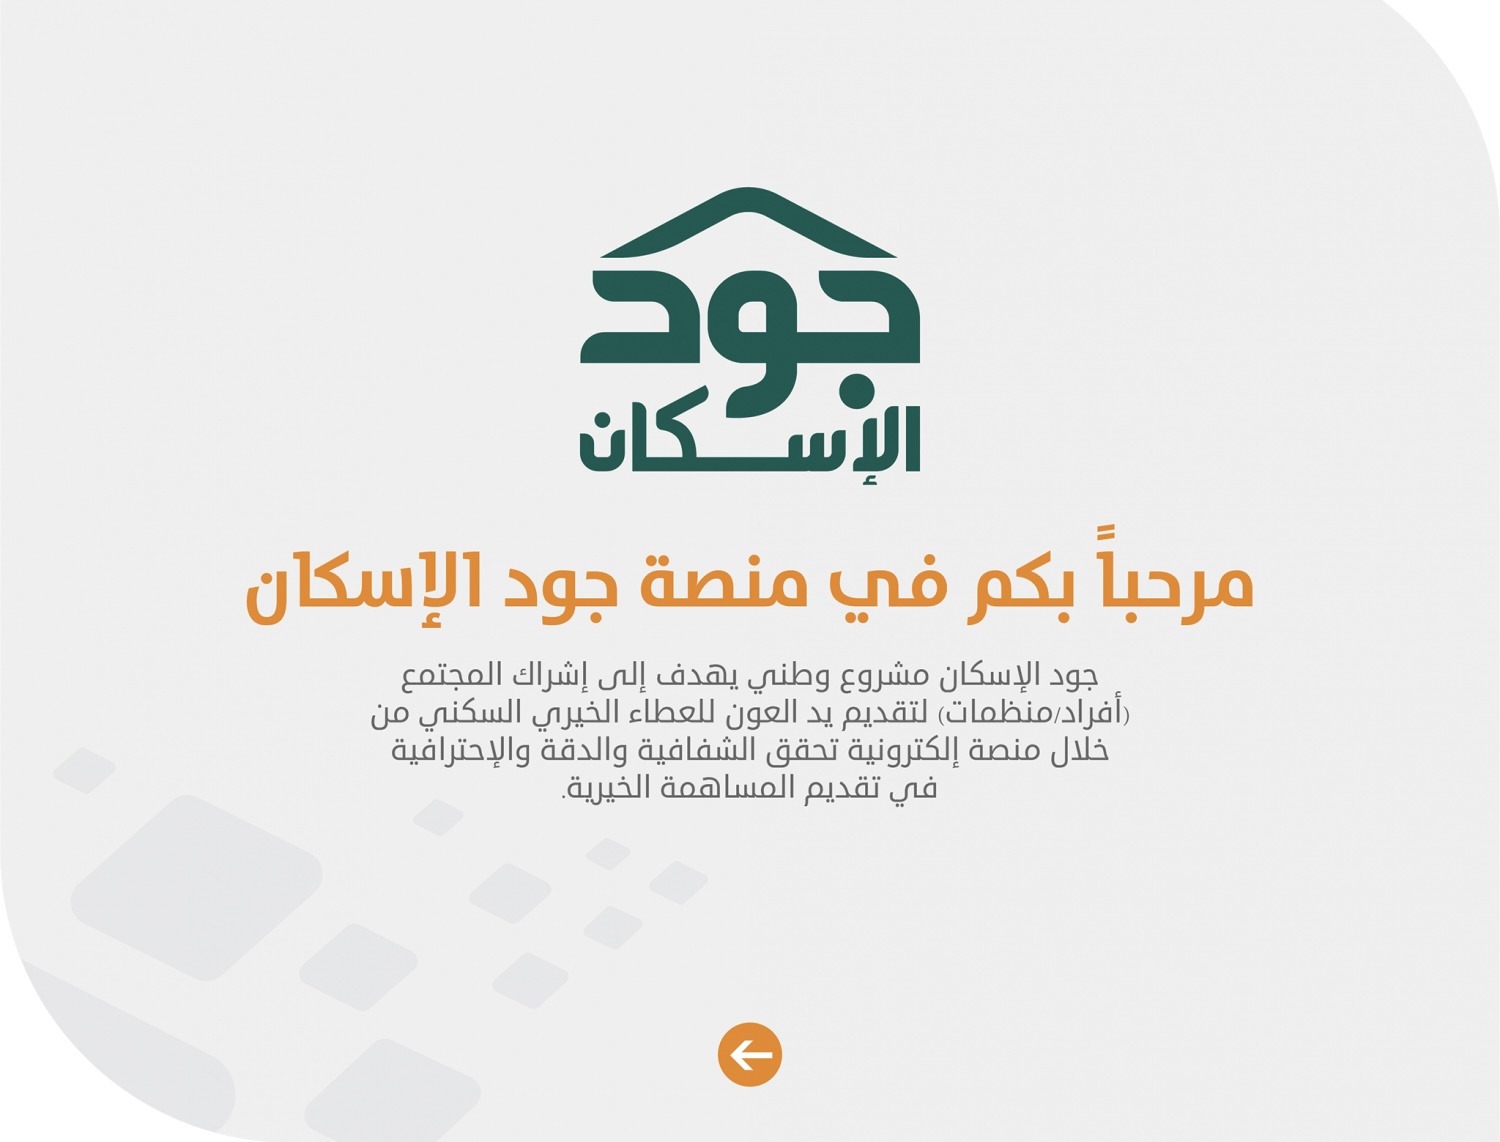 جود
الإسكان
مرحباً بكم في منصة جود الإسكان
جود الإسكان مشروع وطني يهدف إلى إشراك المجتمع
(أفراد/منظمات) لتقديم يد العون للعطاء الخيري السكني من
خلال منصة إلكترونية تحقق الشفافية والدقة والإحترافية
في تقديم المساهمة الخيرية.